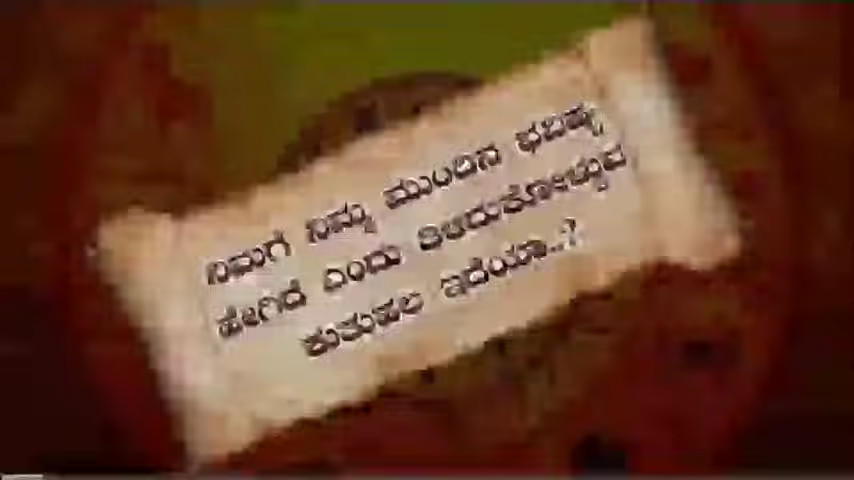 ನಿಮಗೆ ನಿಮ್ಮ ಮುಂದಿನ ಭವಿಷ್ಯ
ಹೇಗಿದೆ ಎಂದು ತಿಳಿದುಕೋಳ್ಳುವ
ಕುತುಹಲ ಇದೆಯಾ..?